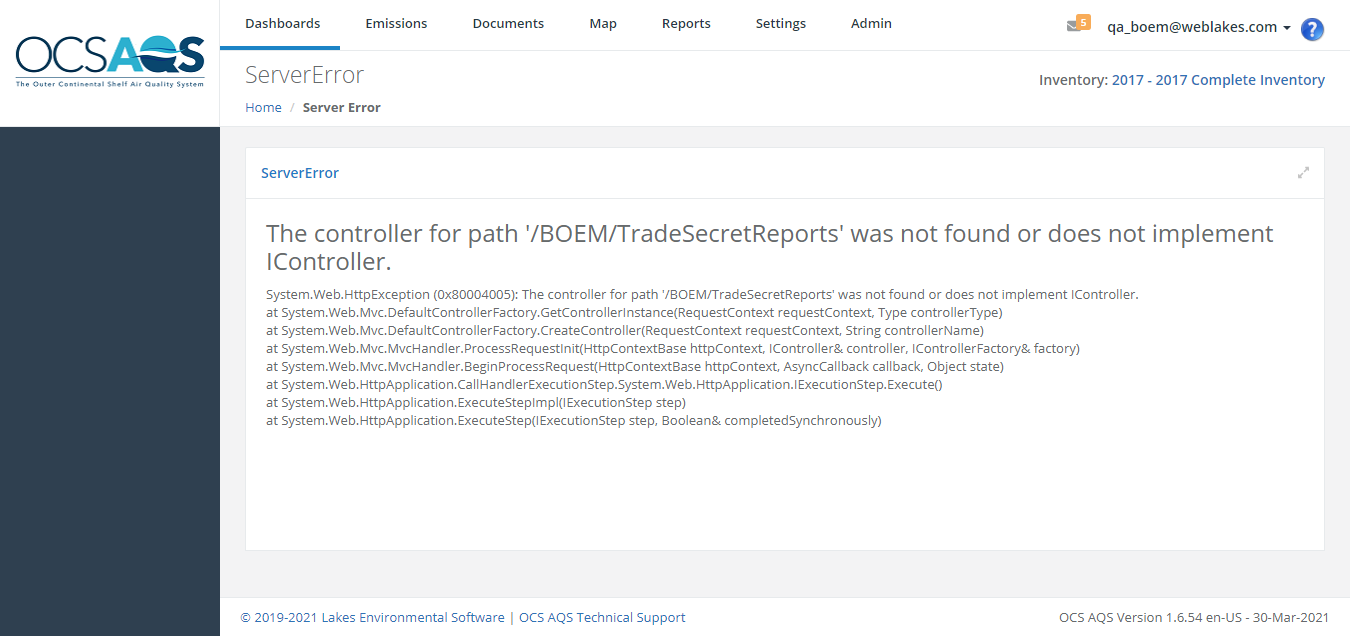 OCSAQS
The Outer Continental Shelf Air Quality System
Dashboards Emissions Documents Map Reports Settings Admin
5 qa_boem@weblakes.com ?
ServerError
Inventory: 2017 - 2017 Complete Inventory
Home / Server Error
ServerError
The controller for path '/BOEM/TradeSecretReports' was not found or does not implement
IController.
System.Web.HttpException (0x80004005): The controller for path '/BOEM/TradeSecretReports' was not found or does not implement IController.
at System.Web.Mvc.DefaultControllerFactory.GetControllerInstance(RequestContext requestContext, Type controllerType)
at System.Web.Mvc.DefaultControllerFactory.CreateController(RequestContext requestContext, String controllerName)
at System.Web.Mvc.MvcHandler.ProcessRequestInit(HttpContextBase httpContext, IController& controller, IControllerFactory& factory)
at System.Web.Mvc.MvcHandler.BeginProcessRequest(HttpContextBase httpContext, AsyncCallback callback, Object state)
at System.Web.HttpApplication.CallHandlerExecutionStep.System.Web.HttpApplication.IExecutionStep.Execute()
at System.Web.HttpApplication.ExecuteStepImpl(IExecutionStep step)
at System.Web.HttpApplication.ExecuteStep(IExecutionStep step, Boolean& completedSynchronously)
© 2019-2021 Lakes Environmental Software | OCS AQS Technical Support
OCS AQS Version 1.6.54 en-US - 30-Mar-2021